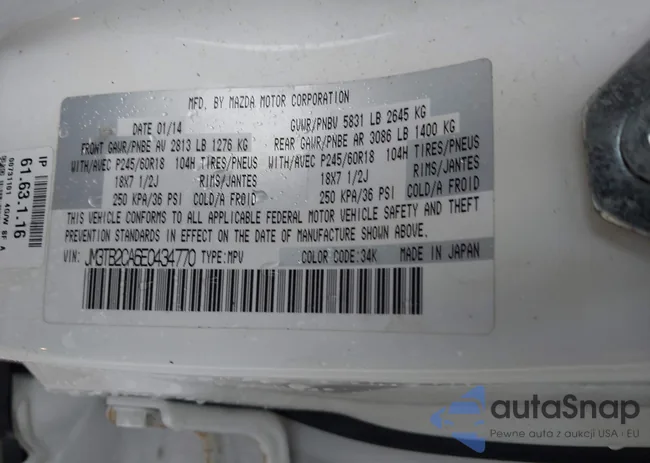 MFD. BY MAZDA MOTOR CORPORATION
DATE 01/14 GVWR/PNBV 5831 LB 2645 KG
FRONT GAWR/PNBE AV 2813 LB 1276 KG REAR GAWR/PNBE AR 3086 LB 1400 KG
WITH/AVEC P245/60R18 104H TIRES/PNEUS WITH/AVEC P245/60R18 104H TIRES/PNEUS
18X7 1/2J RIMS/JANTES 18X7 1/2J RIMS/JANTES
250 KPA/36 PSI COLD/A FROID 250 KPA/36 PSI COLD/A FROID
THIS VEHICLE CONFORMS TO ALL APPLICABLE FEDERAL MOTOR VEHICLE SAFETY AND THEFT
PREVENTION STANDARDS IN EFFECT ON THE DATE OF MANUFACTURE SHOWN ABOVE.
VIN: JM3TB2CA6E0434770 TYPE:MPV COLOR CODE:34K MADE IN JAPAN
IP
61.63.1.16
autaSnap
Pewne auta z aukcji USA i EU